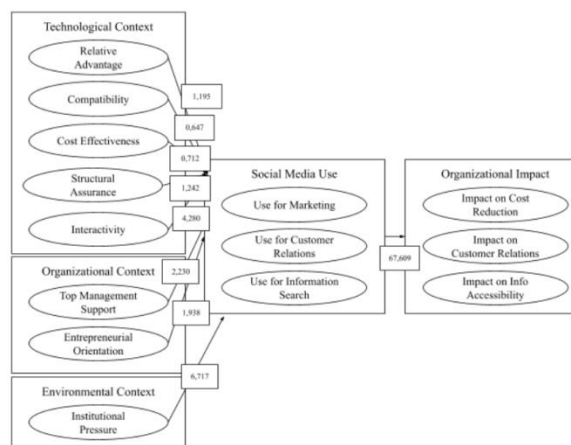 Technological Context
Relative
Advantage
Compatibility
Cost Effectiveness
Structural
Assurance
Interactivity
1,195
0,647
0,712
1,242
4,280
Organizational Context
Top Management
Support
Entrepreneurial
Orientation
2,230
1,938
Environmental Context
Institutional
Pressure
6,717
Social Media Use
Use for Marketing
Use for Customer
Relations
Use for Information
Search
67,609
Organizational Impact
Impact on Cost
Reduction
Impact on
Customer Relations
Impact on Info
Accessibility